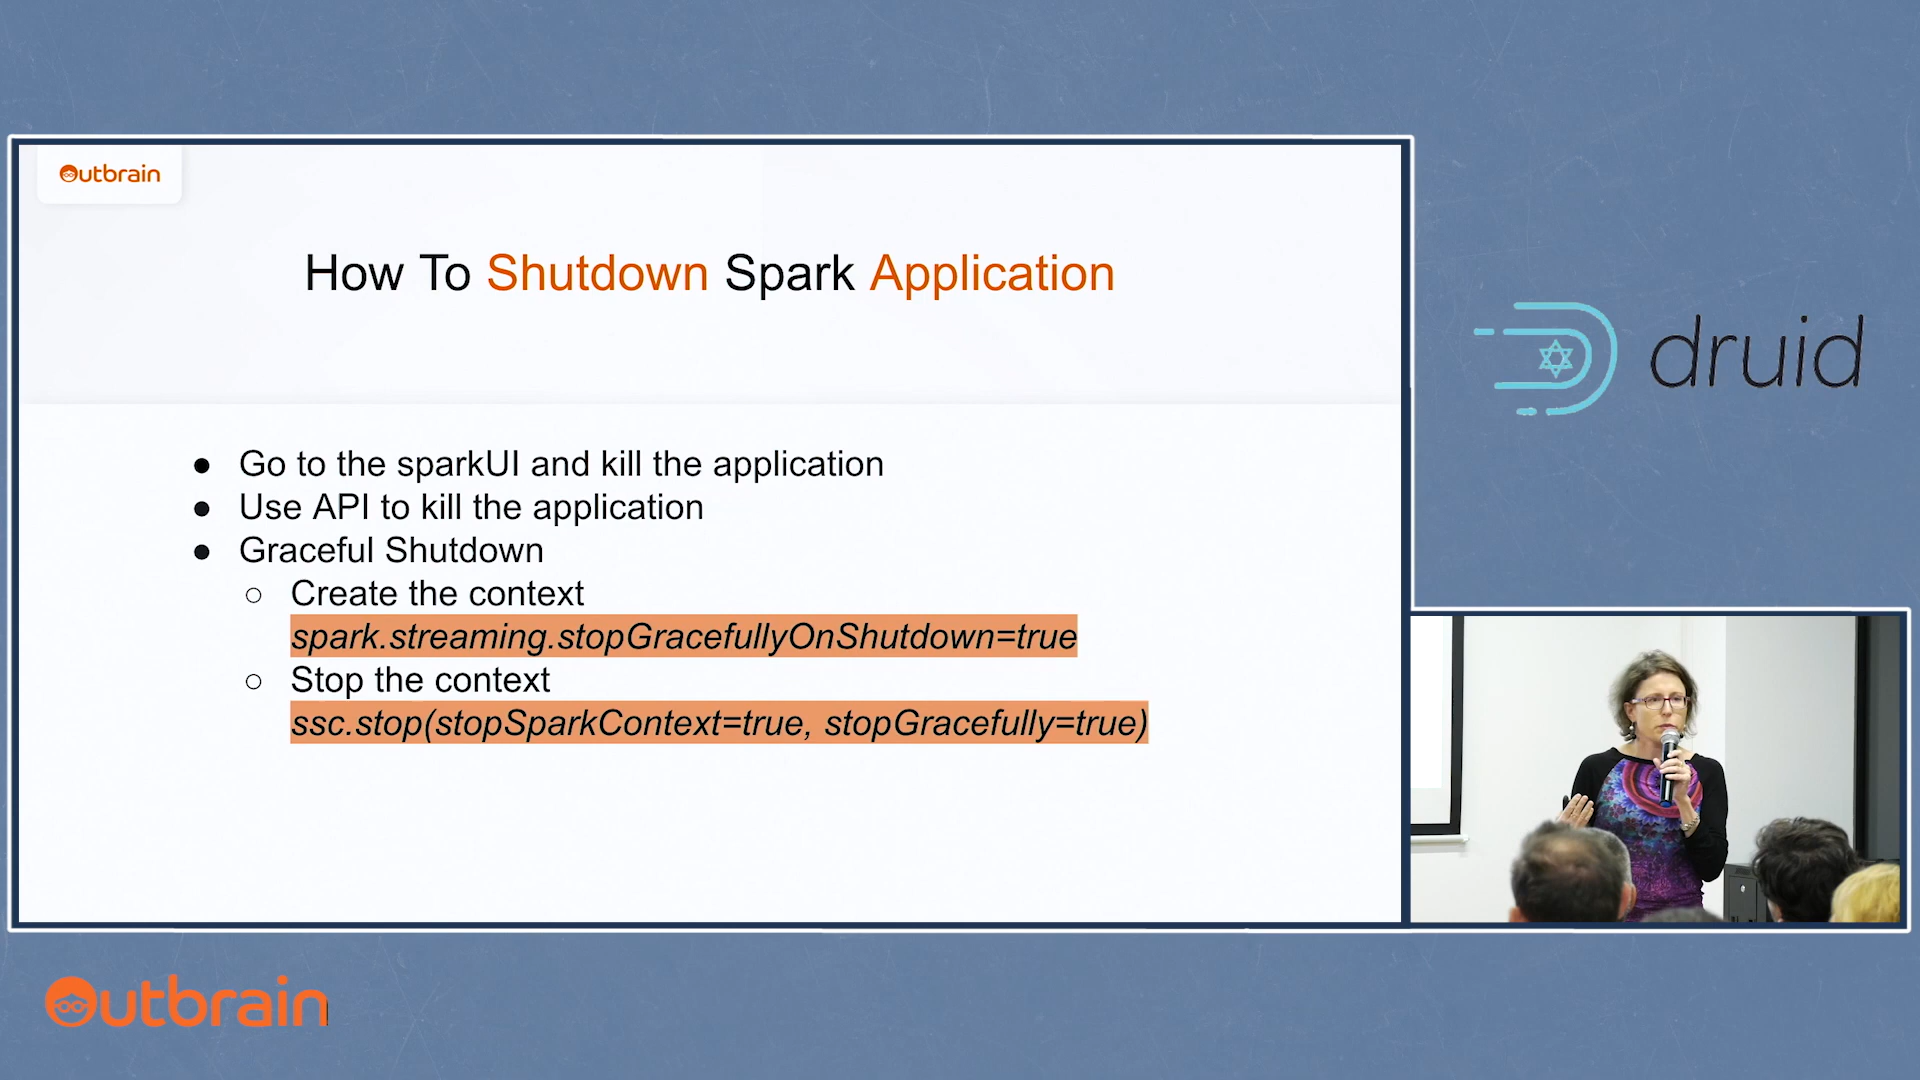 Outbrain
How To Shutdown Spark Application
● Go to the sparkUI and kill the application
● Use API to kill the application
● Graceful Shutdown
○ Create the context
spark.streaming.stopGracefullyOnShutdown=true
○ Stop the context
ssc.stop(stopSparkContext=true, stopGracefully=true)
druid
Outbrain